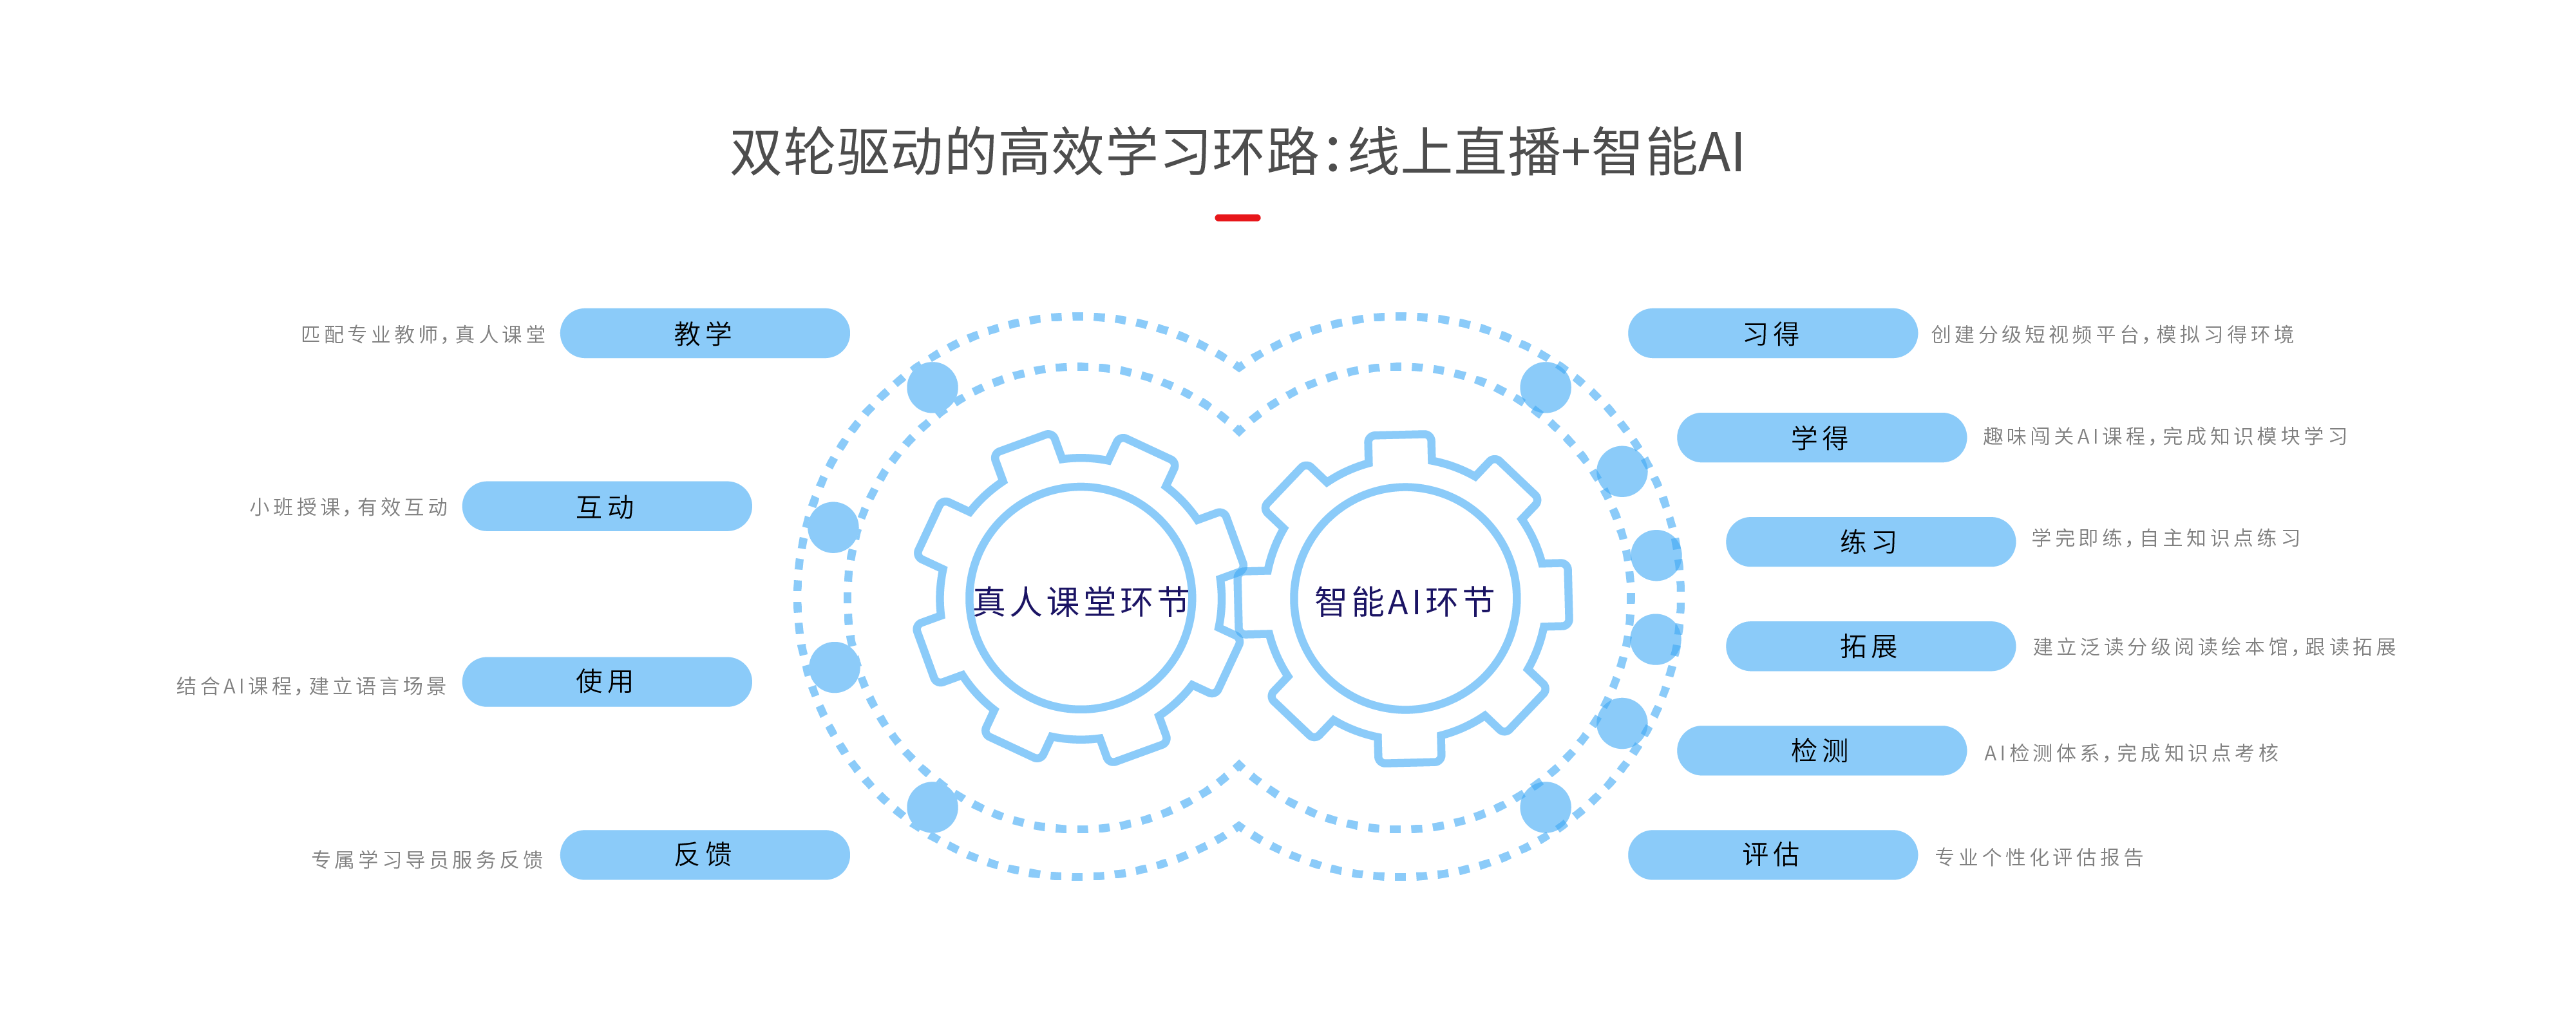 双轮驱动的高效学习环路：线上直播+智能AI
匹配专业教师，真人课堂
教学
小班授课，有效互动
互动
结合AI课程，建立语言场景
使用
专属学习导员服务反馈
反馈
真人课堂环节
智能AI环节
习得
创建分级短视频平台，模拟习得环境
学得
趣味闯关AI课程，完成知识模块学习
练习
学完即练，自主知识点练习
拓展
建立泛读分级阅读绘本馆，跟读拓展
检测
AI检测体系，完成知识点考核
评估
专业个性化评估报告